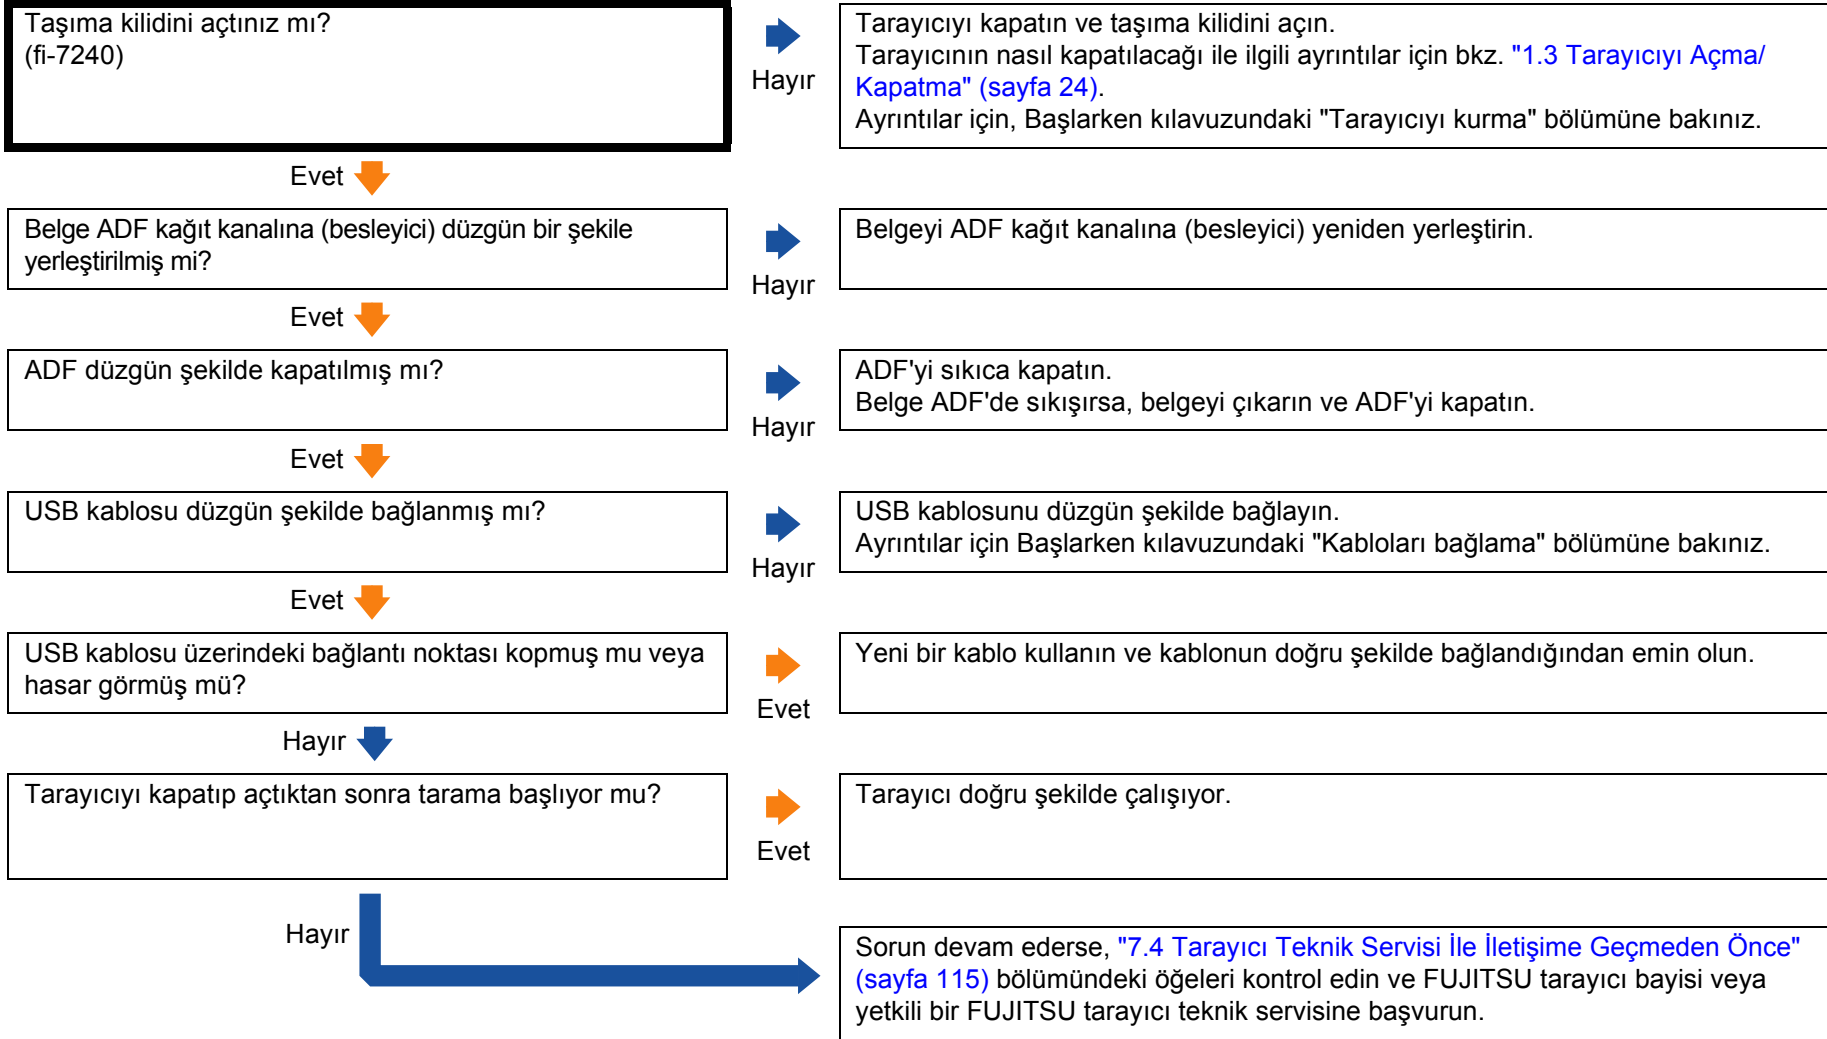 Taşıma kilidini açtınız mı?
(fi-7240)
Hayır
Tarayıcıyı kapatın ve taşıma kilidini açın.
Tarayıcının nasıl kapatılacağı ile ilgili ayrıntılar için bkz. "1.3 Tarayıcıyı Açma/
Kapatma" (sayfa 24).
Ayrıntılar için, Başlarken kılavuzundaki "Tarayıcıyı kurma" bölümüne bakınız.
Evet
Belge ADF kağıt kanalına (besleyici) düzgün bir şekile
yerleştirilmiş mi?
Hayır
Belgeyi ADF kağıt kanalına (besleyici) yeniden yerleştirin.
Evet
ADF düzgün şekilde kapatılmış mı?
Hayır
ADF'yi sıkıca kapatın.
Belge ADF'de sıkışırsa, belgeyi çıkarın ve ADF'yi kapatın.
Evet
USB kablosu düzgün şekilde bağlanmış mı?
Hayır
USB kablosunu düzgün şekilde bağlayın.
Ayrıntılar için Başlarken kılavuzundaki "Kabloları bağlama" bölümüne bakınız.
Evet
USB kablosu üzerindeki bağlantı noktası kopmuş mu veya
hasar görmüş mü?
Evet
Yeni bir kablo kullanın ve kablonun doğru şekilde bağlandığından emin olun.
Hayır
Tarayıcıyı kapatıp açtıktan sonra tarama başlıyor mu?
Evet
Tarayıcı doğru şekilde çalışıyor.
Hayır
Sorun devam ederse, "7.4 Tarayıcı Teknik Servisi İle İletişime Geçmeden Önce"
(sayfa 115) bölümündeki öğeleri kontrol edin ve FUJITSU tarayıcı bayisi veya
yetkili bir FUJITSU tarayıcı teknik servisine başvurun.